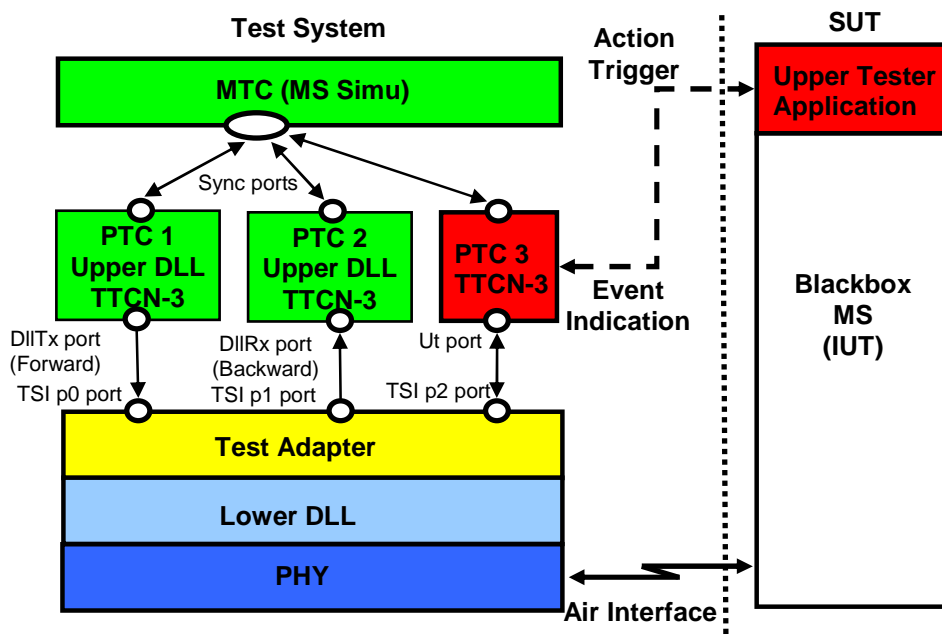 Test System
Action
Trigger
SUT
MTC (MS Simu)
Upper Tester
Application
Sync ports
PTC 1
Upper DLL
TTCN-3
PTC 2
Upper DLL
TTCN-3
PTC 3
TTCN-3
Event
Indication
Blackbox
MS
(IUT)
DllTx port
(Forward)
TSI p0 port
DllRx port
(Backward)
TSI p1 port
Ut port
TSI p2 port
Test Adapter
Lower DLL
PHY
Air Interface